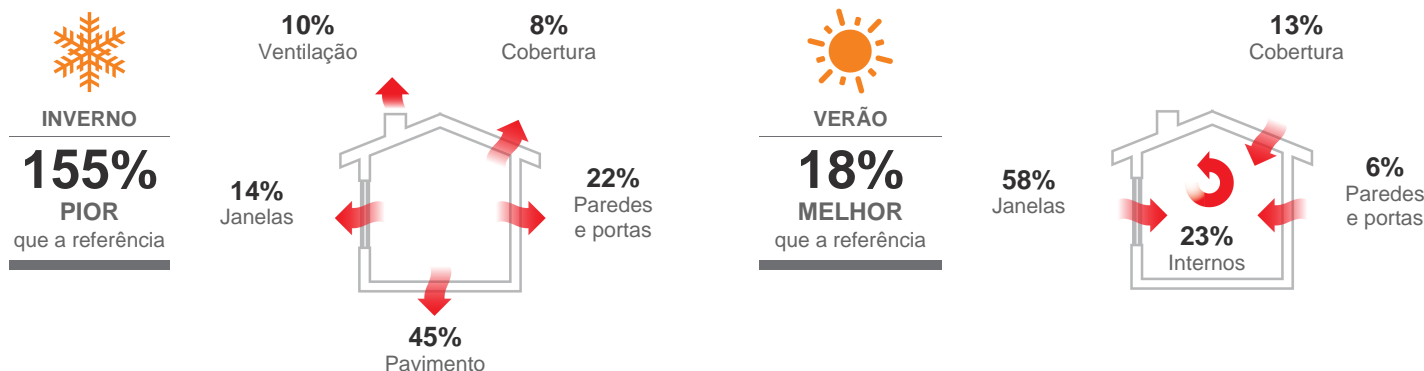 INVERNO
155%
PIOR
que a referência
10%
Ventilação
8%
Cobertura
14%
Janelas
22%
Paredes
e portas
45%
Pavimento
VERÃO
18%
MELHOR
que a referência
13%
Cobertura
58%
Janelas
6%
Paredes
e portas
23%
Internos